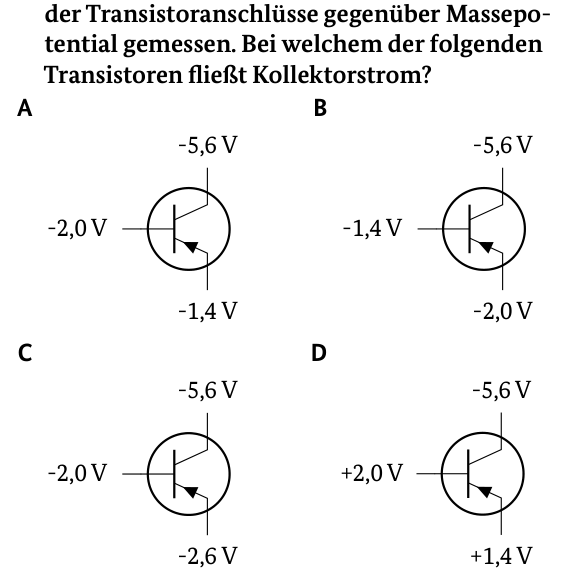 der Transistoranschlüsse gegenüber Massepo-
tential gemessen. Bei welchem der folgenden
Transistoren fließt Kollektorstrom?
A
B
-5,6 V
-5,6 V
-2,0 V
-1,4 V
-1,4 V
-2,0 V
C
D
-5,6 V
-5,6 V
-2,0 V
+2,0 V
-2,6 V
+1,4 V